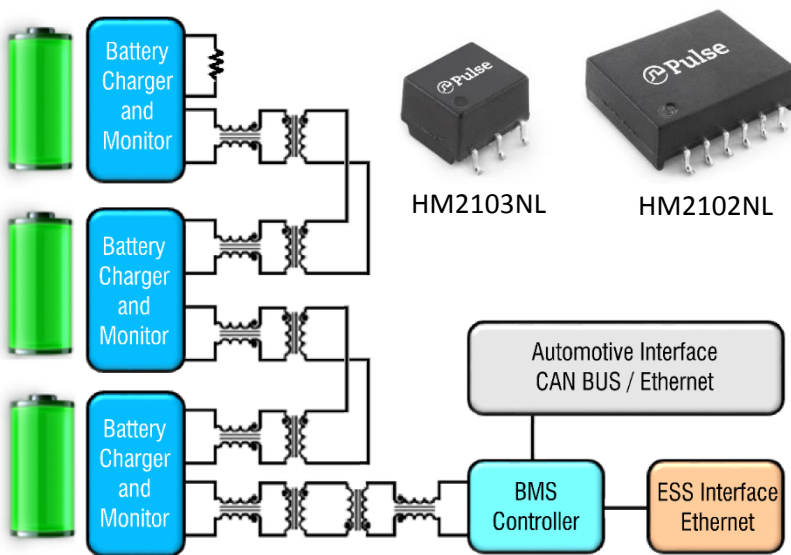 Battery
Charger
and
Monitor
Pulse
Pulse
HM2103NL
HM2102NL
Battery
Charger
and
Monitor
Automotive Interface
CAN BUS / Ethernet
Battery
Charger
and
Monitor
BMS
Controller
ESS Interface
Ethernet